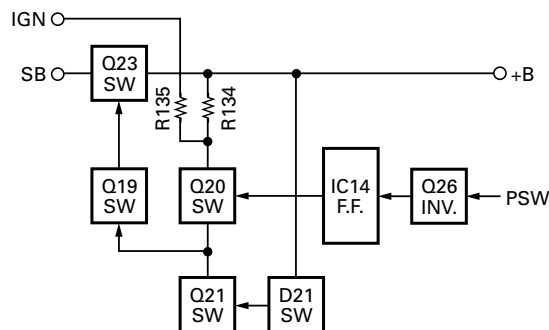 IGN
SB
Q23
SW
+B
R135
R134
Q19
SW
Q20
SW
IC14
F.F.
Q26
INV.
PSW
Q21
SW
D21
SW